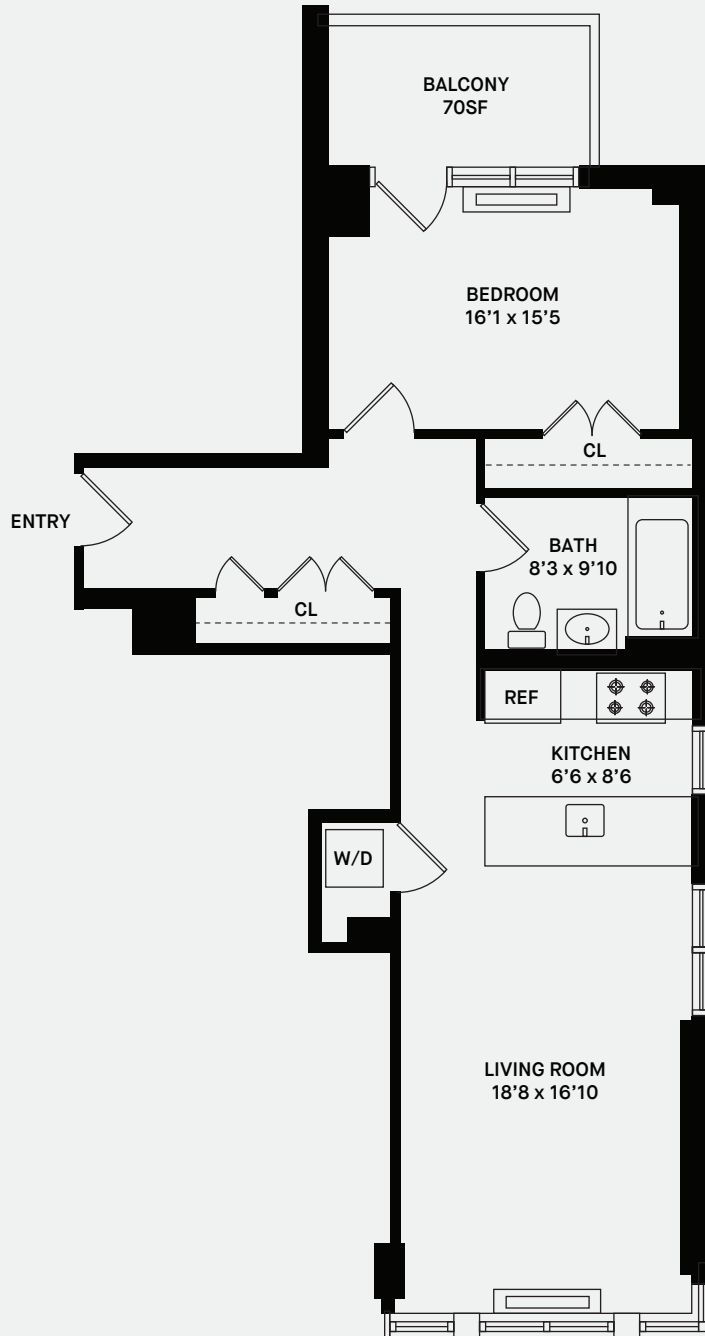 BALCONY
70SF
BEDROOM
16’1 x 15’5
CL
ENTRY
BATH
8’3 x 9’10
CL
REF
KITCHEN
6’6 x 8’6
W/D
LIVING ROOM
18’8 x 16’10